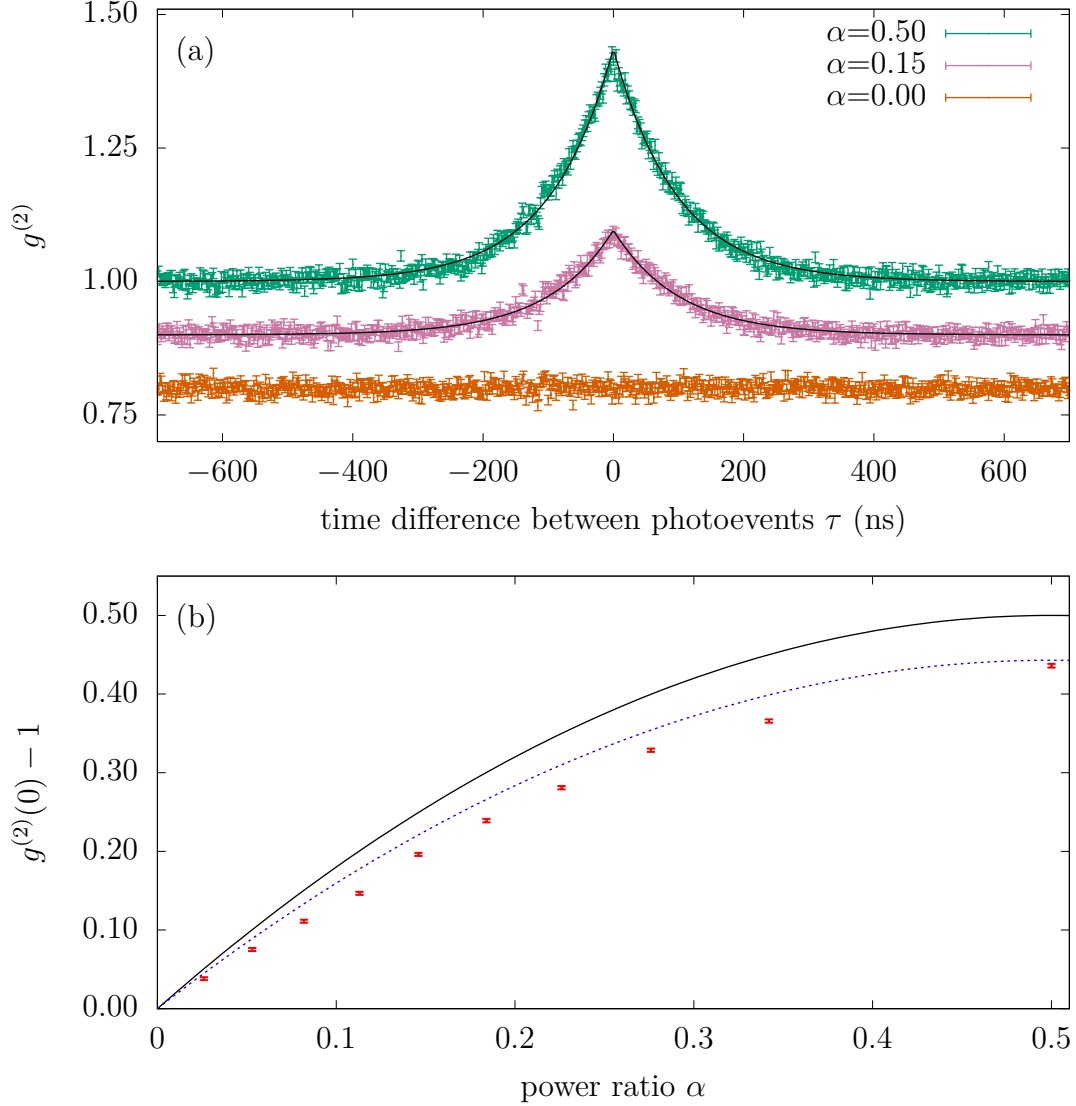 (a)
α=0.50
α=0.15
α=0.00
1.50
1.25
1.00
0.75
g^{(2)}
−600 −400 −200 0 200 400 600
time difference between photoevents τ (ns)
(b)
0.50
0.40
0.30
0.20
0.10
0.00
g^{(2)}(0) − 1
0 0.1 0.2 0.3 0.4 0.5
power ratio α